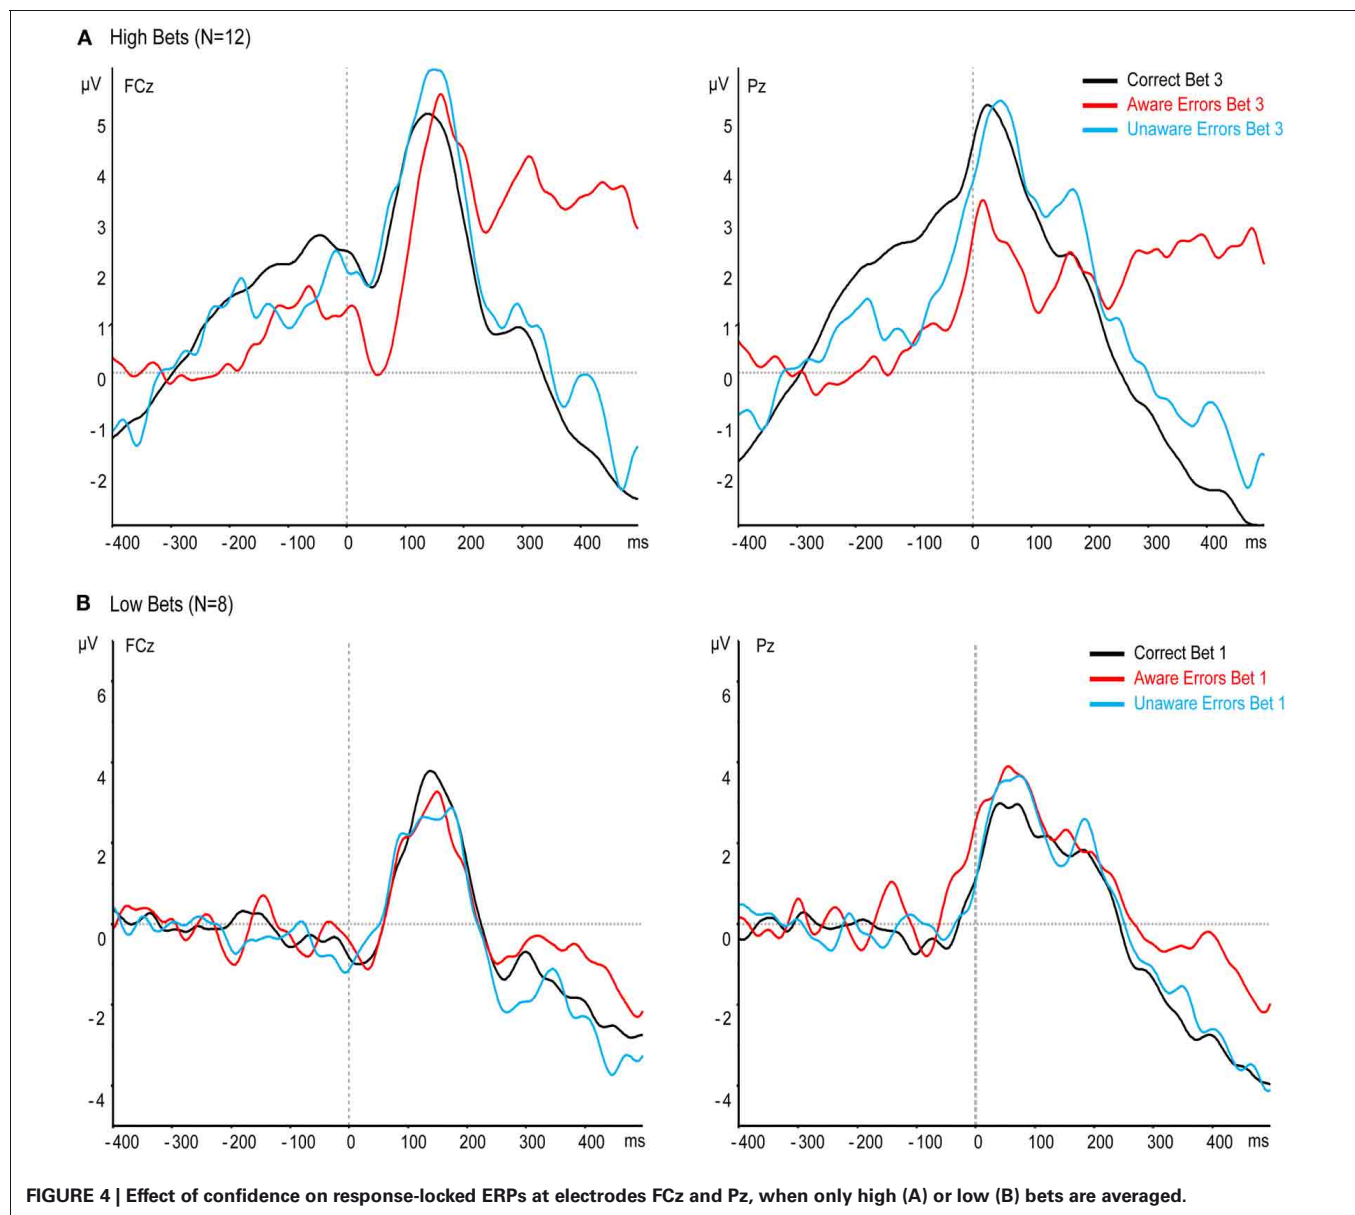 A High Bets (N=12)
µV FCz
5
4
3
2
1
0
-1
-2
-400 -300 -200 -100 0 100 200 300 400 ms
µV Pz
5
4
3
2
1
0
-1
-2
-400 -300 -200 -100 0 100 200 300 400 ms
Correct Bet 3
Aware Errors Bet 3
Unaware Errors Bet 3
B Low Bets (N=8)
µV FCz
6
4
2
0
-2
-4
-400 -300 -200 -100 0 100 200 300 400 ms
µV Pz
6
4
2
0
-2
-4
-400 -300 -200 -100 0 100 200 300 400 ms
Correct Bet 1
Aware Errors Bet 1
Unaware Errors Bet 1
FIGURE 4 | Effect of confidence on response-locked ERPs at electrodes FCz and Pz, when only high (A) or low (B) bets are averaged.